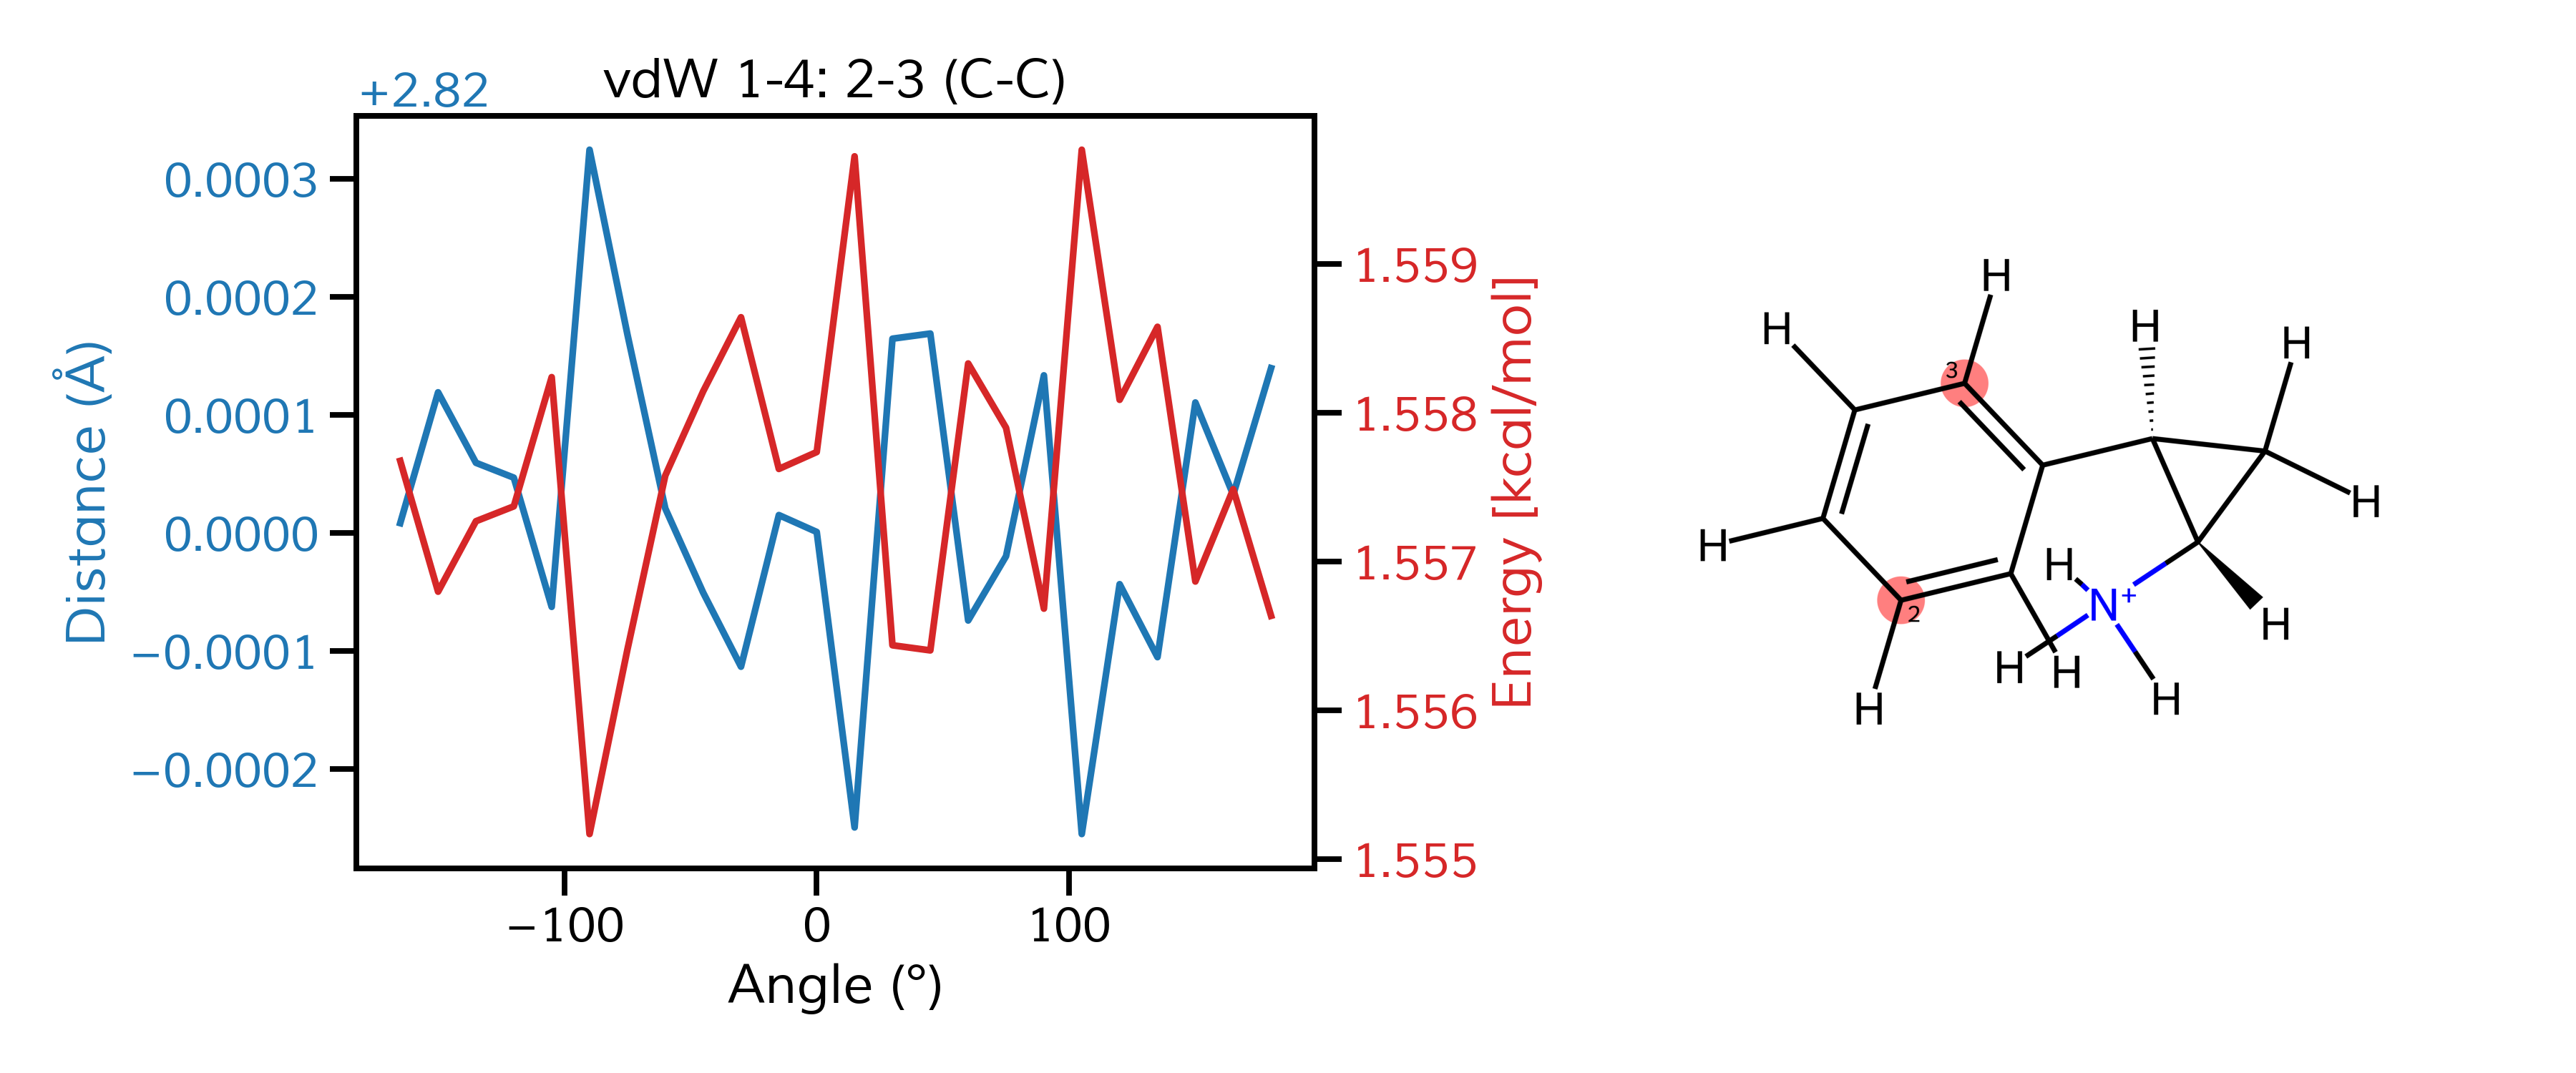 vdW 1-4: 2-3 (C-C)
+2.82
0.0003
0.0002
0.0001
0.0000
−0.0001
−0.0002
Distance (Å)
1.559
1.558
1.557
1.556
1.555
Energy [kcal/mol]
−100 0 100
Angle (°)
H
H
H
H
H
3
H
H
H
N+
2
H
H
H
H
H